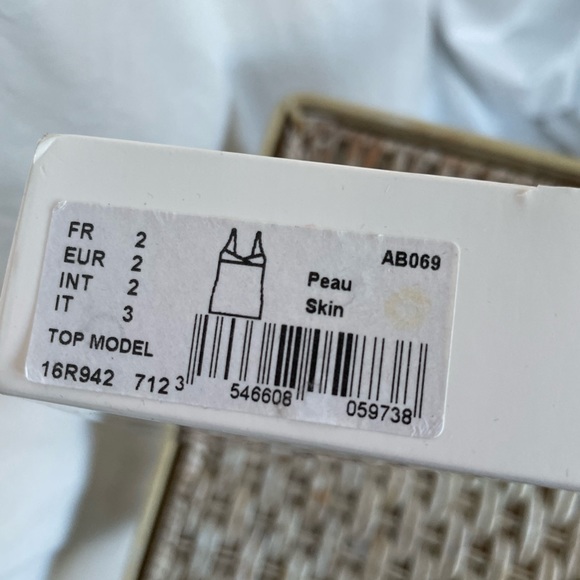 FR 2
EUR 2
INT 2
IT 3
TOP MODEL
16R942 712
Peau
Skin
AB069
3 546608 059738